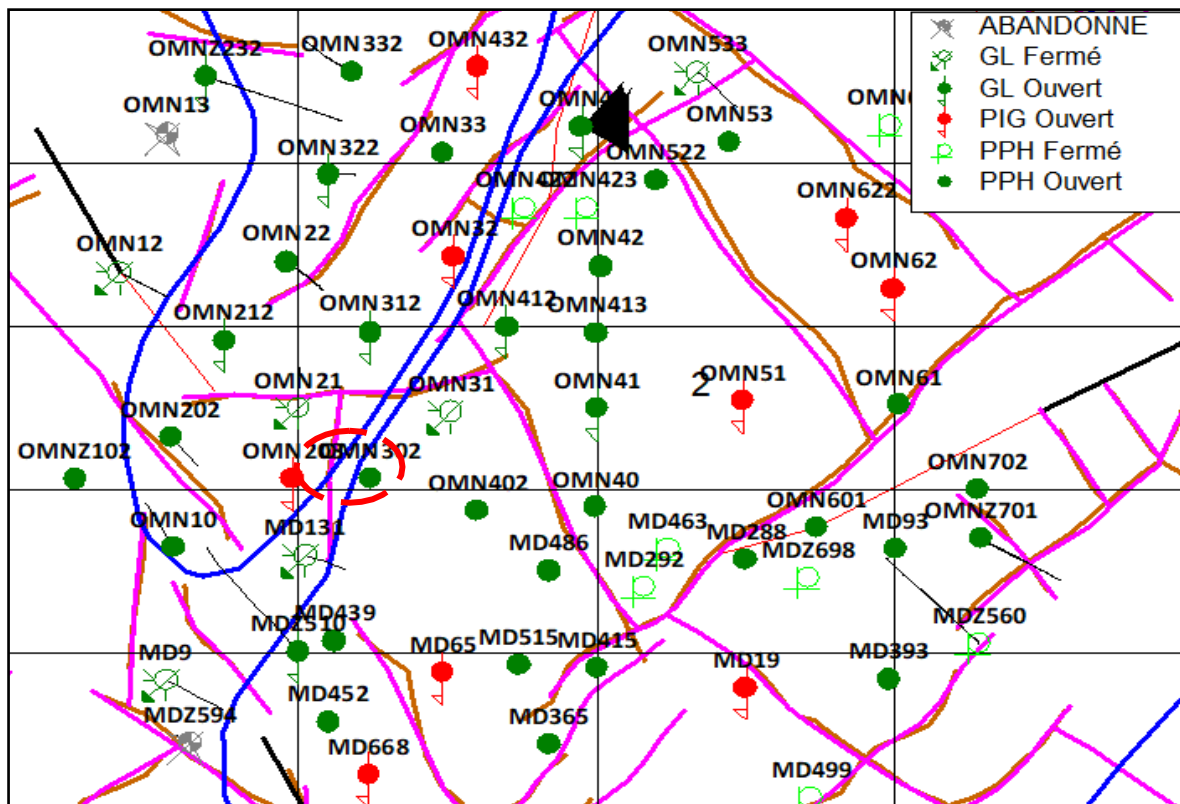 ABANDONNE
GL Fermé
GL Ouvert
PIG Ouvert
PPH Fermé
PPH Ouvert
OMNZ232
OMN332
OMN432
OMN533
OMN13
OMN33
OMN53
OMN322
OMN522
OMN423
OMN622
OMN12
OMN22
OMN32
OMN42
OMN62
OMN212
OMN312
OMN412
OMN413
OMN21
OMN31
OMN41
2
OMN51
OMN61
OMN202
OMNZ102
OMN302
OMN402
OMN40
OMN702
OMN10
MD131
MD463
OMN601
OMNZ701
MD486
MD292
MD288
MD93
MDZ698
MDZ510
MD439
MDZ560
MD9
MD65
MD515
MD415
MD19
MD393
MDZ594
MD452
MD365
MD668
MD499